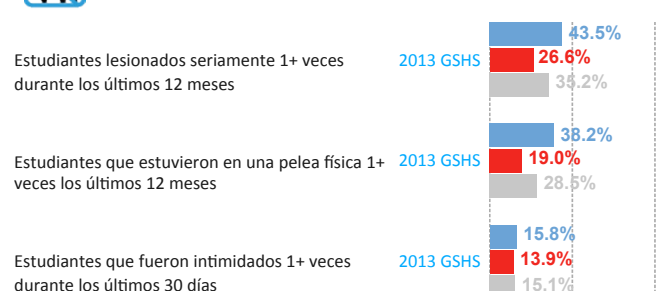 43.5%
Estudiantes lesionados seriamente 1+ veces 2013 GSHS 26.6%
durante los últimos 12 meses 35.2%
38.2%
Estudiantes que estuvieron en una pelea física 1+ 2013 GSHS 19.0%
veces los últimos 12 meses 28.5%
15.8%
Estudiantes que fueron intimidados 1+ veces 2013 GSHS 13.9%
durante los últimos 30 días 15.1%